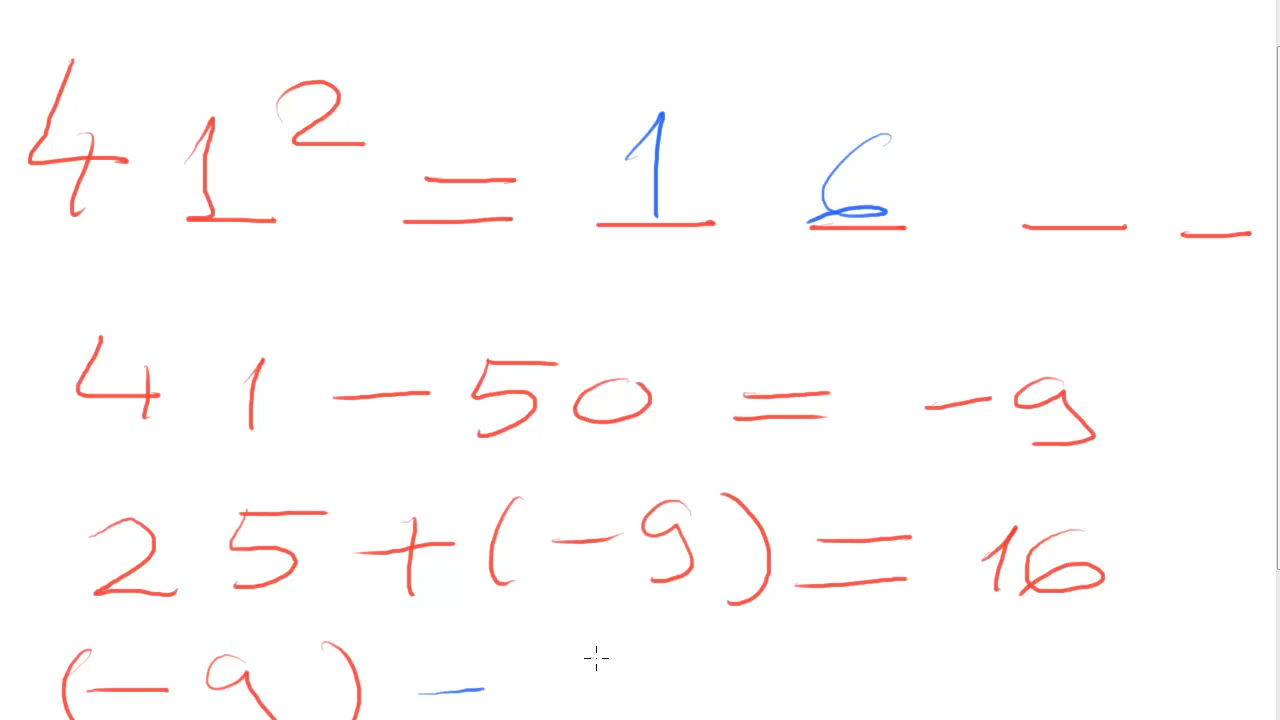 41² = 1 6 _ _
41 - 50 = -9
25 + (-9) = 16
(-9) -